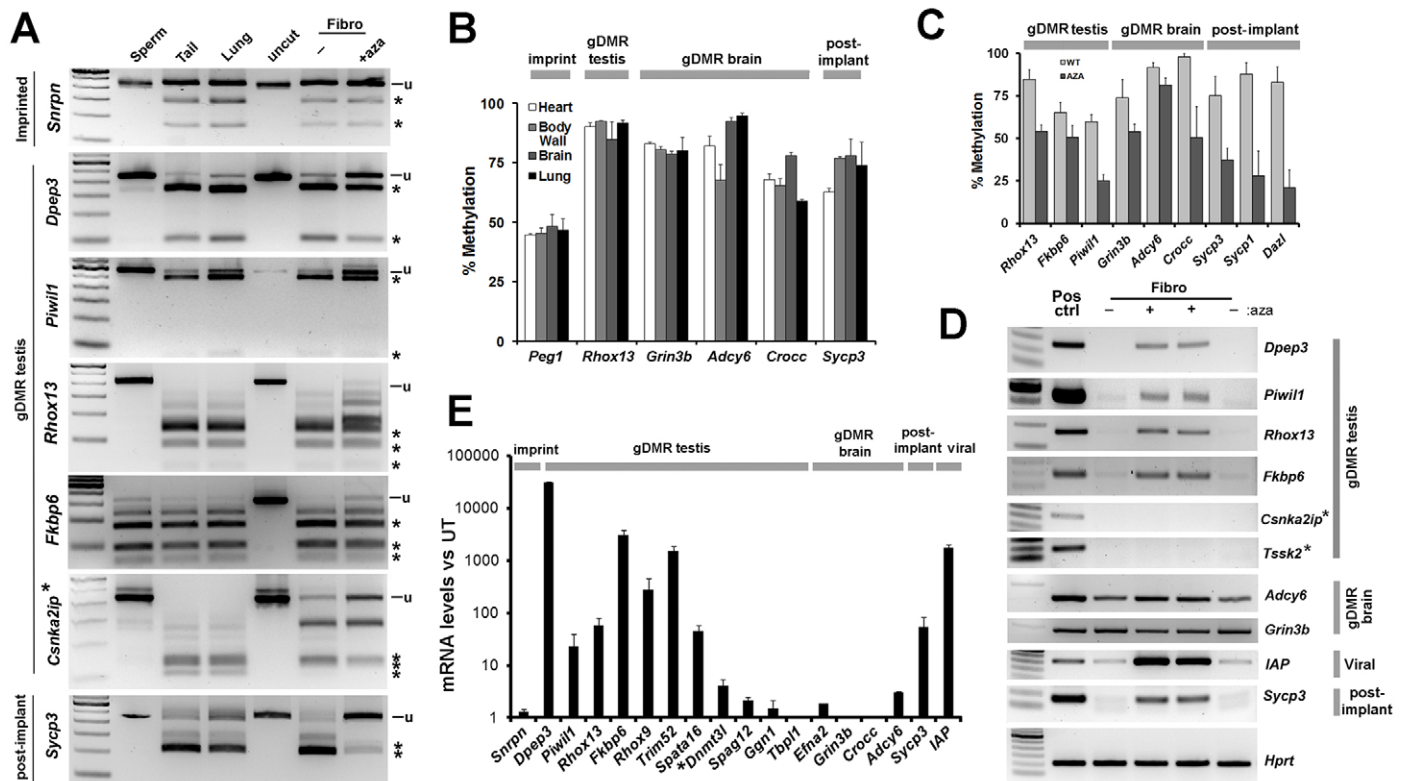 A
Fibro
Sperm Tail Lung uncut – +aza
Imprinted
Snrpn
–u
*
*
gDMR testis
Dpep3
–u
*
*
Piwil1
–u
*
*
Rhox13
–u
*
*
*
Fkbp6
–u
*
*
*
*
Csnka2ip
–u
*
*
*
post-implant
Sycp3
–u
*
*
B
imprint
gDMR
testis
gDMR brain
post-
implant
100
75
50
25
0
% Methylation
Heart
Body
Wall
Brain
Lung
Peg1 Rhox13 Grin3b Adcy6 Crocc Sycp3
C
gDMR testis gDMR brain post-implant
100
75
50
25
0
% Methylation
WT
AZA
Rhox13 Fkbp6 Piwil1 Grin3b Adcy6 Crocc Sycp3 Sycp1 Dazl
D
Pos
ctrl
Fibro
– + + – :aza
Dpep3
Piwil1
Rhox13
Fkbp6
Csnka2ip*
Tssk2*
gDMR testis
Adcy6
Grin3b
gDMR
brain
IAP
Viral
Sycp3
post-
implant
Hprt
E
imprint
gDMR testis
gDMR
brain
post-
implant
viral
100000
10000
1000
100
10
1
mRNA levels vs UT
Snrpn Dpep3 Piwil1 Rhox13 Fkbp6 Rhox9 Trim52 Spata16 *Dnmt3l Spag12 Ggn1 Tbpl1 Efna2 Grin3b Crocc Adcy6 Sycp3 IAP